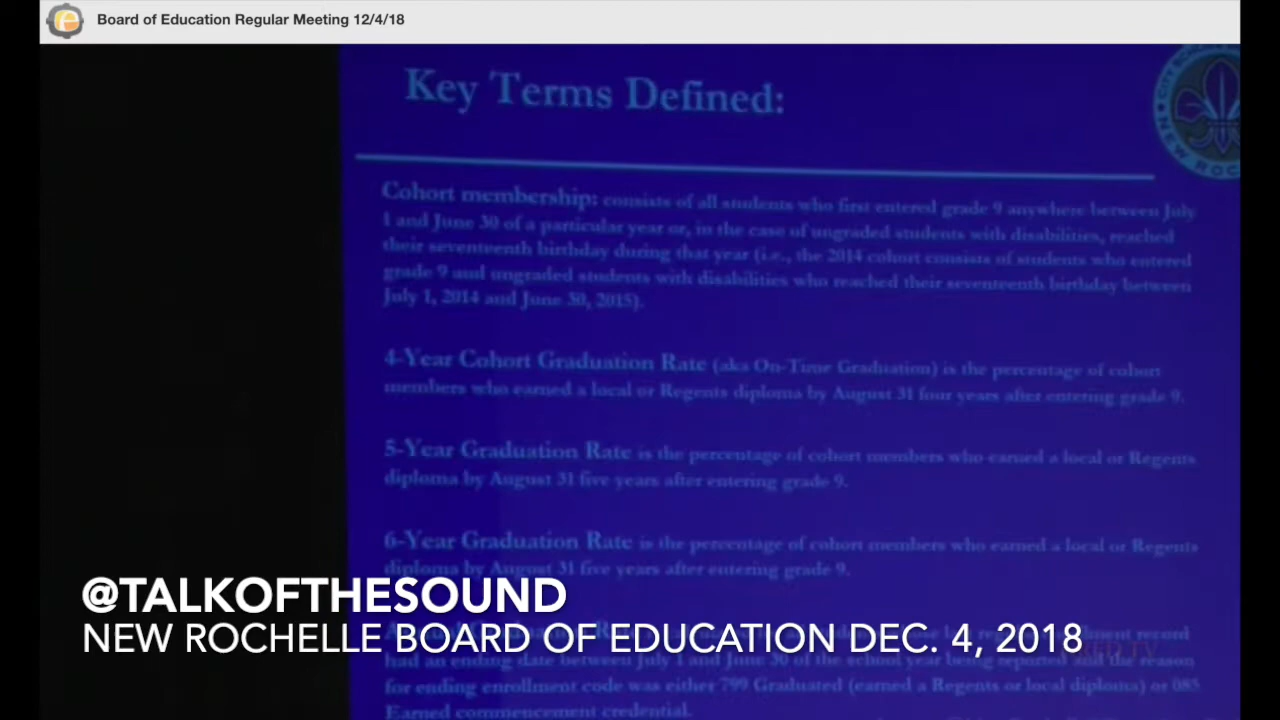 Board of Education Regular Meeting 12/4/18
Key Terms Defined:
NEW ROC
Cohort membership: consists of all students who first entered grade 9 anywhere between July
1 and June 30 of a particular year or, in the case of ungraded students with disabilities, reached
their seventeenth birthday during that year (i.e., the 2014 cohort consists of students who entered
grade 9 and ungraded students with disabilities who reached their seventeenth birthday between
July 1, 2014 and June 30, 2015).
4-Year Cohort Graduation Rate (aka On-Time Graduation) is the percentage of cohort
members who earned a local or Regents diploma by August 31 four years after entering grade 9.
5-Year Graduation Rate is the percentage of cohort members who earned a local or Regents
diploma by August 31 five years after entering grade 9.
6-Year Graduation Rate is the percentage of cohort members who earned a local or Regents
diploma by August 31 five years after entering grade 9.
@TALKOFTHESOUND
NEW ROCHELLE BOARD OF EDUCATION DEC. 4, 2018
record
had an ending date between July 1 and June 30 of the school year being reported and the reason
for ending enrollment code was either 799 Graduated (earned a Regents or local diploma) or 085
Earned commencement credential.